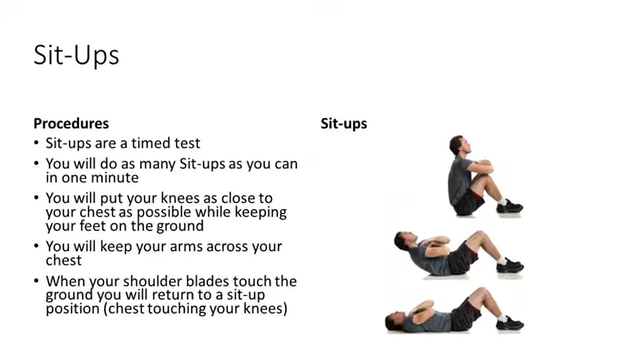 Sit-Ups
Procedures
• Sit-ups are a timed test
• You will do as many Sit-ups as you can
in one minute
• You will put your knees as close to
your chest as possible while keeping
your feet on the ground
• You will keep your arms across your
chest
• When your shoulder blades touch the
ground you will return to a sit-up
position (chest touching your knees)
Sit-ups